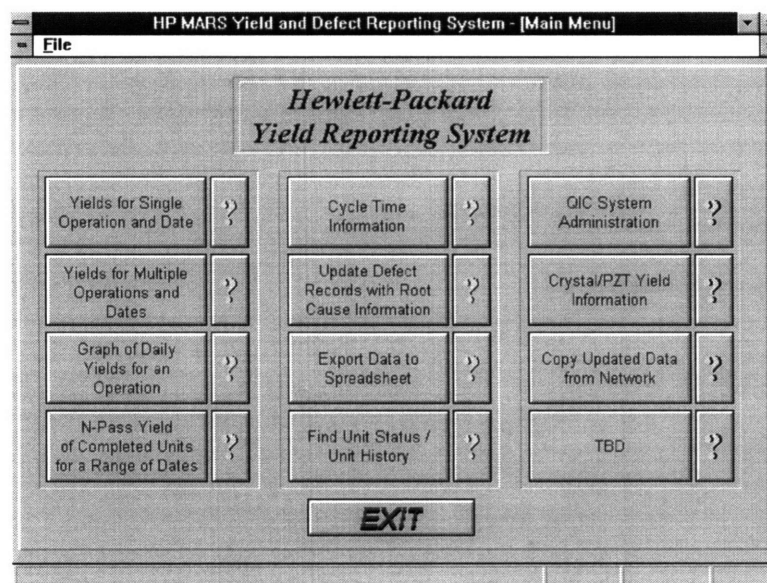 HP MARS Yield and Defect Reporting System - [Main Menu]
File
Hewlett-Packard
Yield Reporting System
Yields for Single
Operation and Date
?
Yields for Multiple
Operations and
Dates
?
Graph of Daily
Yields for an
Operation
?
N-Pass Yield
of Completed Units
for a Range of Dates
?
Cycle Time
Information
?
Update Defect
Records with Root
Cause Information
?
Export Data to
Spreadsheet
?
Find Unit Status /
Unit History
?
QIC System
Administration
?
Crystal/PZT Yield
Information
?
Copy Updated Data
from Network
?
TBD
?
EXIT